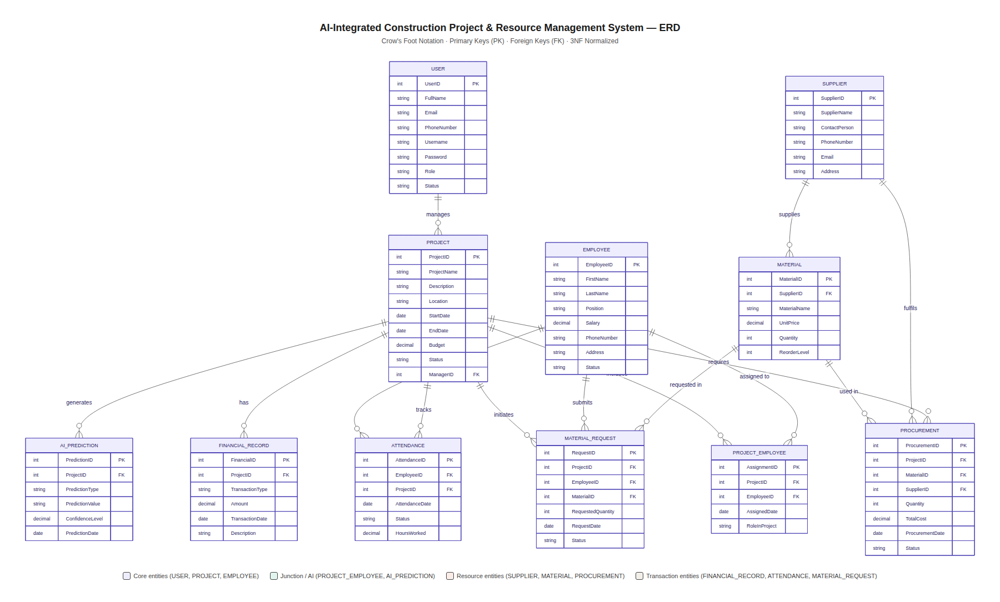 AI-Integrated Construction Project & Resource Management System — ERD
Crow's Foot Notation · Primary Keys (PK) · Foreign Keys (FK) · 3NF Normalized
USER
int UserID PK
string FullName
string Email
string PhoneNumber
string Username
string Password
string Role
string Status
SUPPLIER
int SupplierID PK
string SupplierName
string ContactPerson
string PhoneNumber
string Email
string Address
manages
supplies
fulfils
PROJECT
int ProjectID PK
string ProjectName
string Description
string Location
date StartDate
date EndDate
decimal Budget
string Status
int ManagerID FK
EMPLOYEE
int EmployeeID PK
string FirstName
string LastName
string Position
decimal Salary
string PhoneNumber
string Address
string Status
MATERIAL
int MaterialID PK
int SupplierID FK
string MaterialName
decimal UnitPrice
int Quantity
int ReorderLevel
requires
assigned to
requested in
used in
generates
has
tracks
initiates
submits
AI_PREDICTION
int PredictionID PK
int ProjectID FK
string PredictionType
string PredictionValue
decimal ConfidenceLevel
date PredictionDate
FINANCIAL_RECORD
int FinancialID PK
int ProjectID FK
string TransactionType
decimal Amount
date TransactionDate
string Description
ATTENDANCE
int AttendanceID PK
int EmployeeID FK
int ProjectID FK
date AttendanceDate
string Status
decimal HoursWorked
MATERIAL_REQUEST
int RequestID PK
int ProjectID FK
int EmployeeID FK
int MaterialID FK
int RequestedQuantity
date RequestDate
string Status
PROJECT_EMPLOYEE
int AssignmentID PK
int ProjectID FK
int EmployeeID FK
date AssignedDate
string RoleInProject
PROCUREMENT
int ProcurementID PK
int ProjectID FK
int MaterialID FK
int SupplierID FK
int Quantity
decimal TotalCost
date ProcurementDate
string Status
Core entities (USER, PROJECT, EMPLOYEE)
Junction / AI (PROJECT_EMPLOYEE, AI_PREDICTION)
Resource entities (SUPPLIER, MATERIAL, PROCUREMENT)
Transaction entities (FINANCIAL_RECORD, ATTENDANCE, MATERIAL_REQUEST)